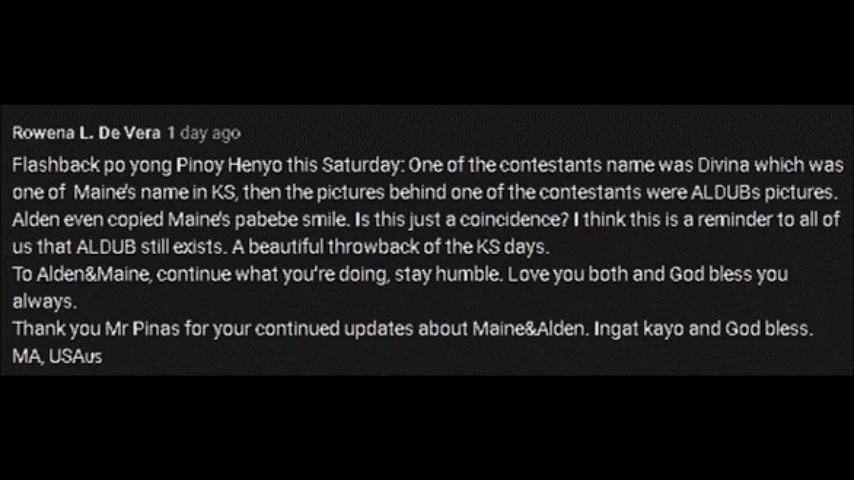 Rowena L. De Vera 1 day ago
Flashback po yong Pinoy Henyo this Saturday: One of the contestants name was Divina which was
one of Maine's name in KS, then the pictures behind one of the contestants were ALDUBs pictures.
Alden even copied Maine's pabebe smile. Is this just a coincidence? I think this is a reminder to all of
us that ALDUB still exists. A beautiful throwback of the KS days.
To Alden&Maine, continue what you're doing, stay humble. Love you both and God bless you
always.
Thank you Mr Pinas for your continued updates about Maine&Alden. Ingat kayo and God bless.
MA, USAus